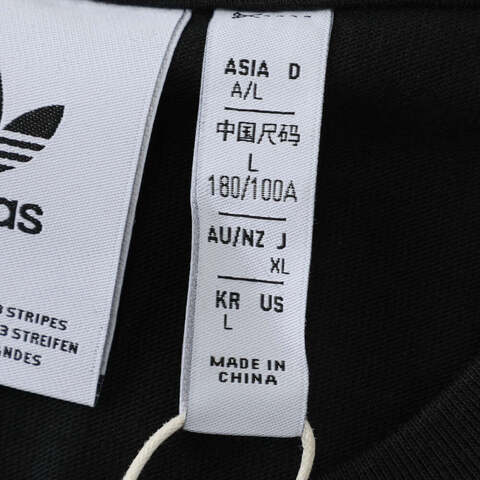 das
3 STRIPES
3 STREIFEN
NDES
ASIA D
A/L
中国尺码
L
180/100A
AU/NZ J
XL
KR US
L
MADE IN
CHINA